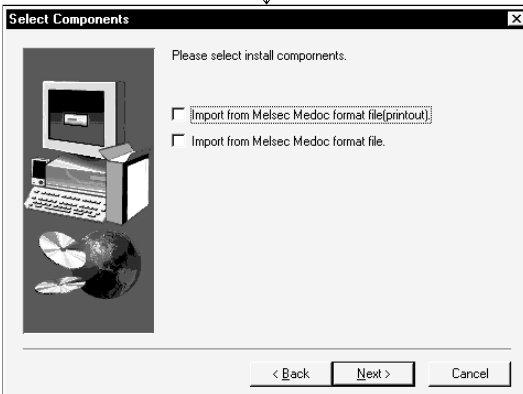 Select Components
Please select install compornents.
Import from Melsec Medoc format file(printout).
Import from Melsec Medoc format file.
< Back
Next >
Cancel